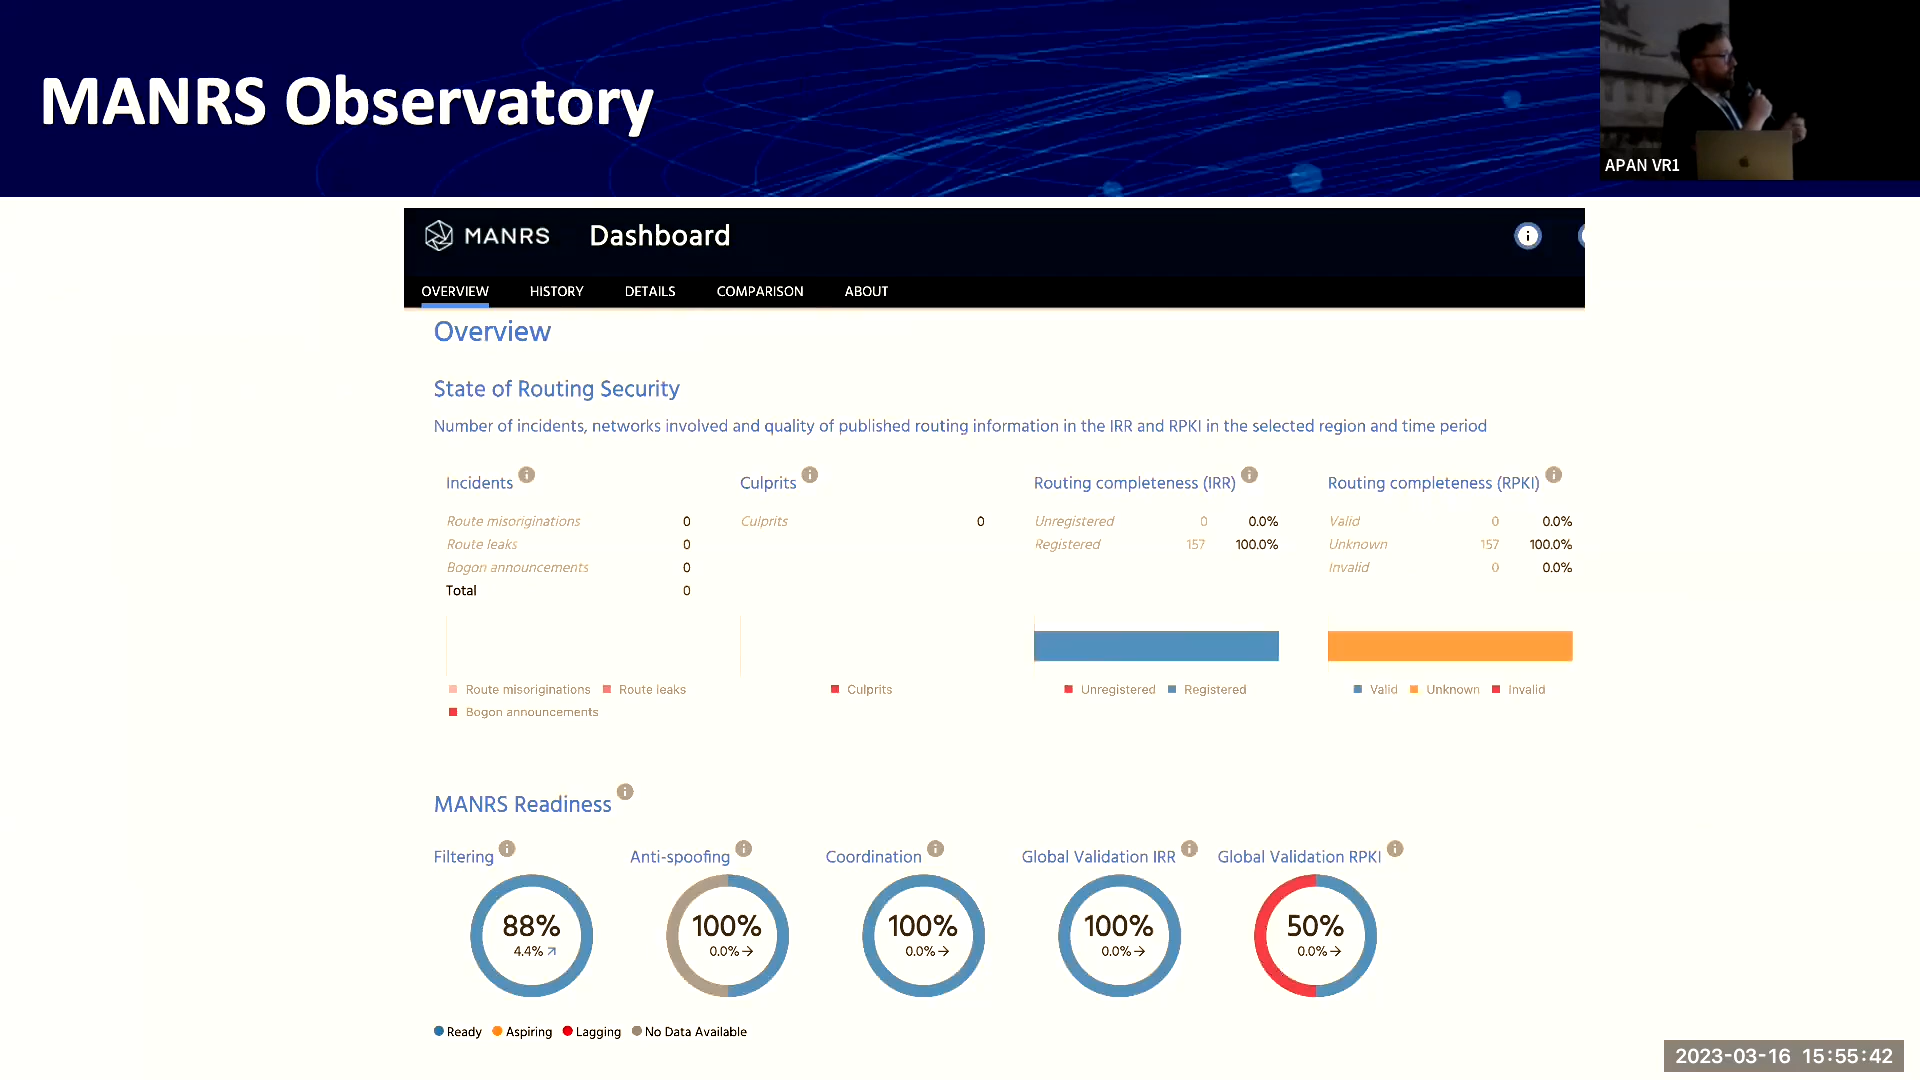 MANRS Observatory
APAN VR1
MANRS Dashboard
OVERVIEW HISTORY DETAILS COMPARISON ABOUT
Overview
State of Routing Security
Number of incidents, networks involved and quality of published routing information in the IRR and RPKI in the selected region and time period
Incidents
Route misoriginations 0
Route leaks 0
Bogon announcements 0
Total 0
Route misoriginations Route leaks
Bogon announcements
Culprits
Culprits 0
Culprits
Routing completeness (IRR)
Unregistered 0 0.0%
Registered 157 100.0%
Unregistered Registered
Routing completeness (RPKI)
Valid 0 0.0%
Unknown 157 100.0%
Invalid 0 0.0%
Valid Unknown Invalid
MANRS Readiness
Filtering
88%
4.4%↗
Anti-spoofing
100%
0.0%→
Coordination
100%
0.0%→
Global Validation IRR
100%
0.0%→
Global Validation RPKI
50%
0.0%→
Ready Aspiring Lagging No Data Available
2023-03-16 15:55:42